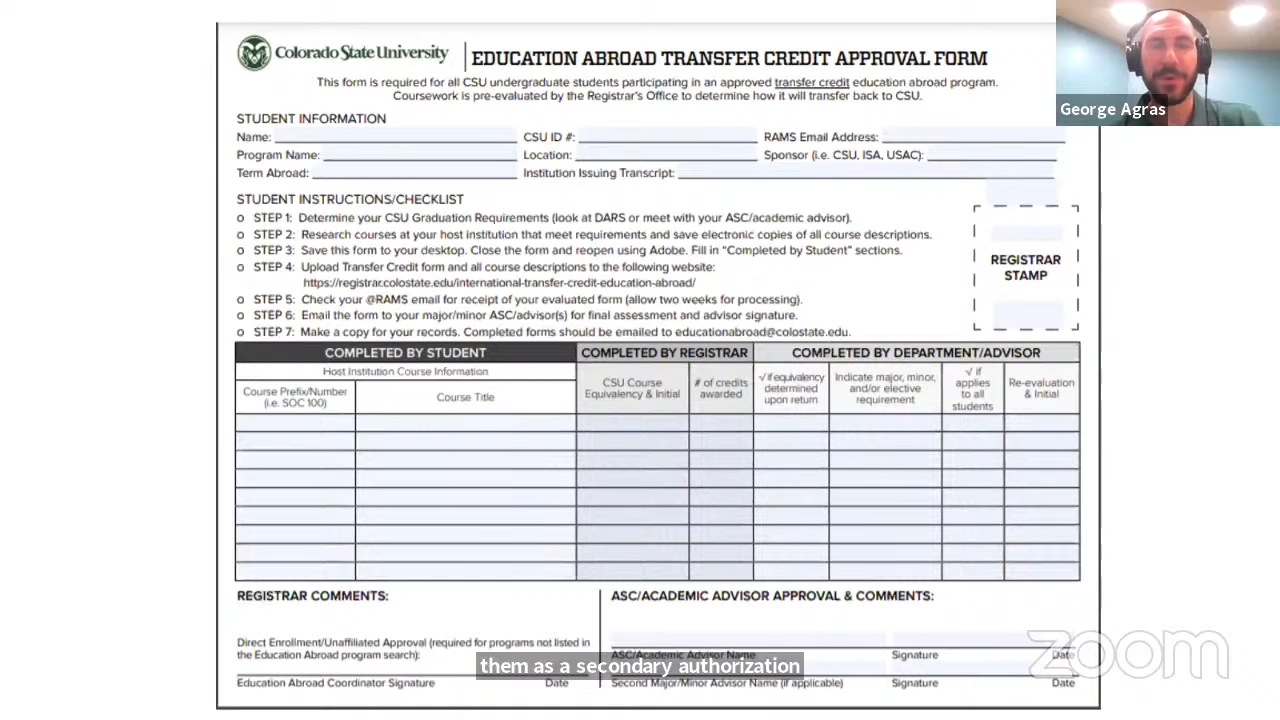 Colorado State University
EDUCATION ABROAD TRANSFER CREDIT APPROVAL FORM
This form is required for all CSU undergraduate students participating in an approved transfer credit education abroad program.
Coursework is pre-evaluated by the Registrar's Office to determine how it will transfer back to CSU.
George Agras
STUDENT INFORMATION
Name: CSU ID #: RAMS Email Address:
Program Name: Location: Sponsor (i.e. CSU, ISA, USAC):
Term Abroad: Institution Issuing Transcript:
STUDENT INSTRUCTIONS/CHECKLIST
o STEP 1: Determine your CSU Graduation Requirements (look at DARS or meet with your ASC/academic advisor).
o STEP 2: Research courses at your host institution that meet requirements and save electronic copies of all course descriptions.
o STEP 3: Save this form to your desktop. Close the form and reopen using Adobe. Fill in "Completed by Student" sections.
o STEP 4: Upload Transfer Credit form and all course descriptions to the following website:
https://registrar.colostate.edu/international-transfer-credit-education-abroad/
o STEP 5: Check your @RAMS email for receipt of your evaluated form (allow two weeks for processing).
o STEP 6: Email the form to your major/minor ASC/advisor(s) for final assessment and advisor signature.
o STEP 7: Make a copy for your records. Completed forms should be emailed to educationabroad@colostate.edu.
REGISTRAR
STAMP
COMPLETED BY STUDENT
Host Institution Course Information
Course Prefix/Number
(i.e. SOC 100)
Course Title
COMPLETED BY REGISTRAR
CSU Course
Equivalency & Initial
# of credits
awarded
COMPLETED BY DEPARTMENT/ADVISOR
√ if equivalency
determined
upon return
Indicate major, minor,
and/or elective
requirement
√ if
applies
to all
students
Re-evaluation
& Initial
REGISTRAR COMMENTS:
Direct Enrollment/Unaffiliated Approval (required for programs not listed in
the Education Abroad program search):
Education Abroad Coordinator Signature Date
ASC/ACADEMIC ADVISOR APPROVAL & COMMENTS:
ASC/Academic Advisor Name Signature Date
Second Major/Minor Advisor Name (if applicable) Signature Date
them as a secondary authorization
zoom